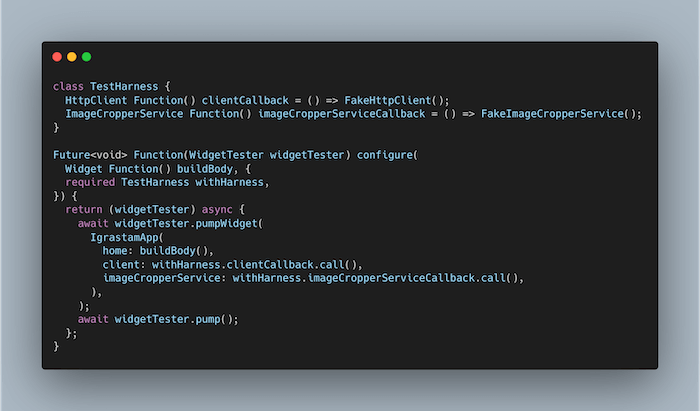 class TestHarness {
  HttpClient Function() clientCallback = () => FakeHttpClient();
  ImageCropperService Function() imageCropperServiceCallback = () => FakeImageCropperService();
}

Future<void> Function(WidgetTester widgetTester) configure(
  Widget Function() buildBody, {
  required TestHarness withHarness,
}) {
  return (widgetTester) async {
    await widgetTester.pumpWidget(
      IgrastamApp(
        home: buildBody(),
        client: withHarness.clientCallback.call(),
        imageCropperService: withHarness.imageCropperServiceCallback.call(),
      ),
    );
    await widgetTester.pump();
  };
}